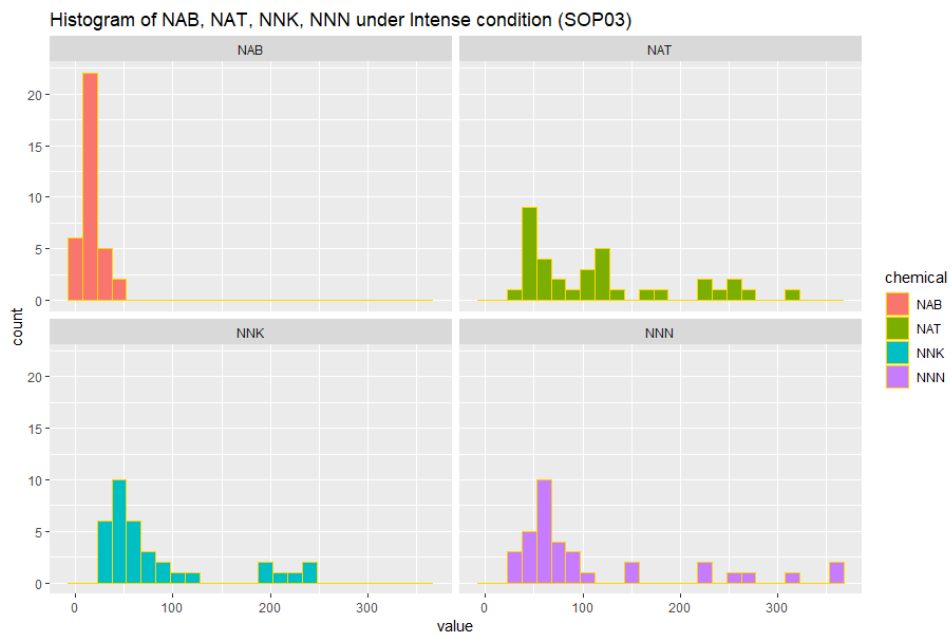 Histogram of NAB, NAT, NNK, NNN under Intense condition (SOP03)
NAB
NAT
20
15
10
5
0
count
NNK
NNN
20
15
10
5
0
0 100 200 300
0 100 200 300
value
chemical
NAB
NAT
NNK
NNN